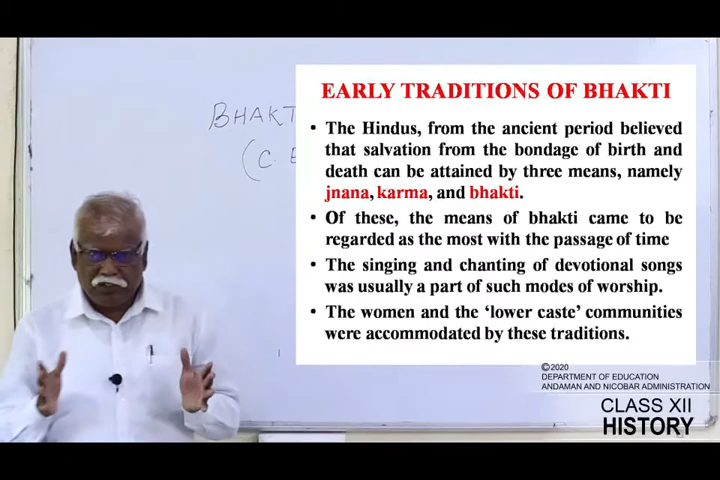 BHAKT
(C. E
EARLY TRADITIONS OF BHAKTI
• The Hindus, from the ancient period believed
that salvation from the bondage of birth and
death can be attained by three means, namely
jnana, karma, and bhakti.
• Of these, the means of bhakti came to be
regarded as the most with the passage of time
• The singing and chanting of devotional songs
was usually a part of such modes of worship.
• The women and the ‘lower caste’ communities
were accommodated by these traditions.
©2020
DEPARTMENT OF EDUCATION
ANDAMAN AND NICOBAR ADMINISTRATION
CLASS XII
HISTORY